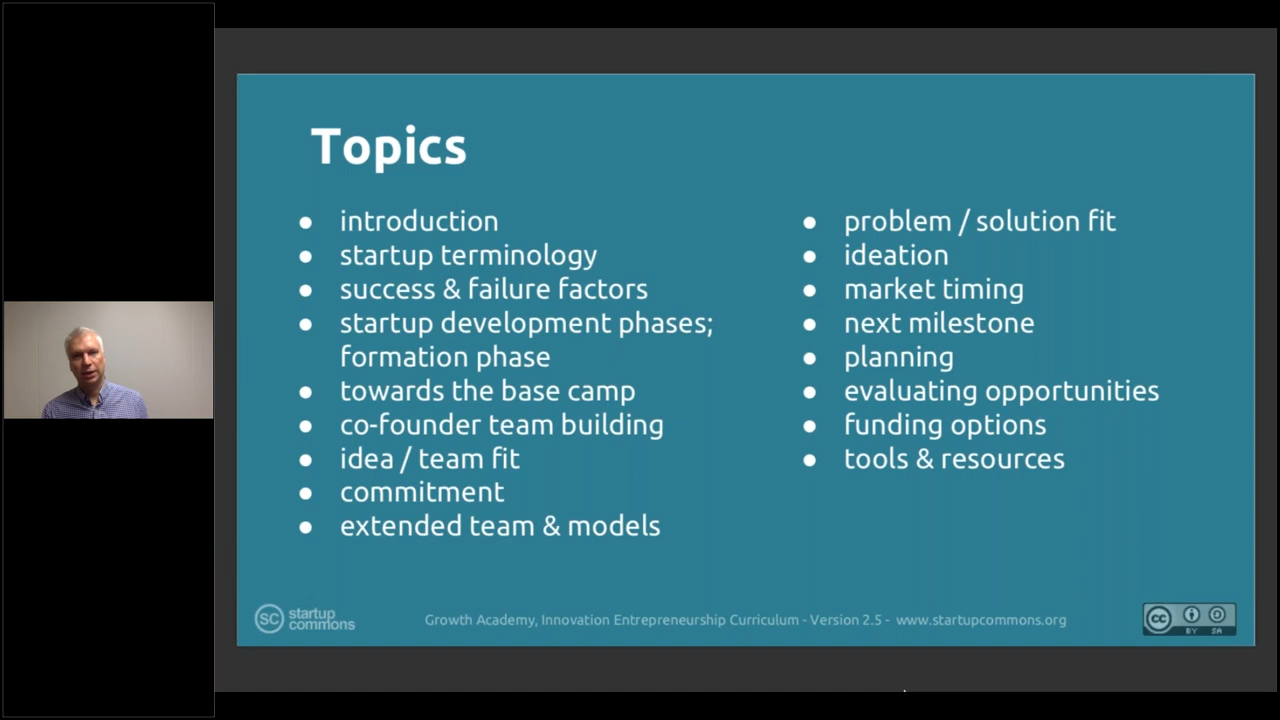 Topics
● introduction
● startup terminology
● success & failure factors
● startup development phases;
formation phase
● towards the base camp
● co-founder team building
● idea / team fit
● commitment
● extended team & models
● problem / solution fit
● ideation
● market timing
● next milestone
● planning
● evaluating opportunities
● funding options
● tools & resources
SC startup
commons
Growth Academy, Innovation Entrepreneurship Curriculum - Version 2.5 - www.startupcommons.org
cc
BY SA